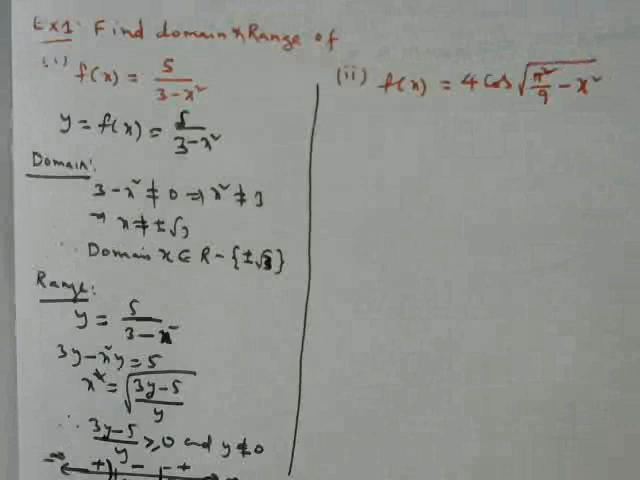 Ex1: Find domain & Range of
(i) f(x) = 5/(3-x²)
y = f(x) = 5/(3-x²)
Domain:
3-x² ≠ 0 ⇒ x² ≠ 3
⇒ x ≠ ±√3
∴ Domain x ∈ R - {±√3}
Range:
y = 5/(3-x²)
3y-x²y = 5
x = √((3y-5)/y)
∴ (3y-5)/y ≥ 0 and y ≠ 0
-∞ + - +
(ii) f(x) = 4 Cos √(π²/9 - x²)